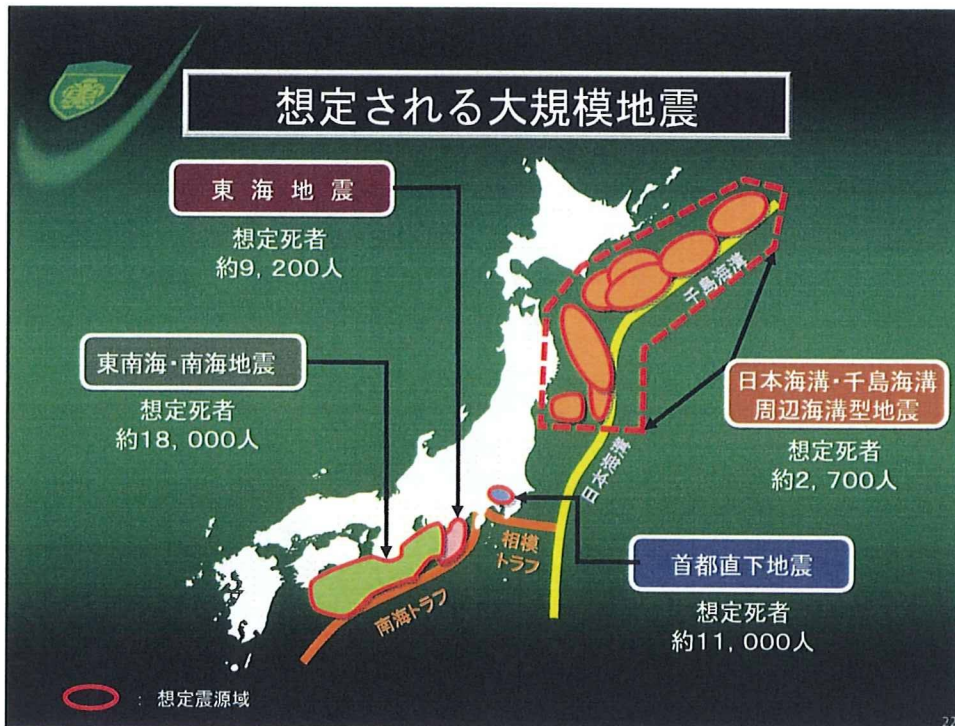 想定される大規模地震
東 海 地 震
想定死者
約9, 200人
東南海・南海地震
想定死者
約18, 000人
千島海溝
日本海溝・千島海溝
周辺海溝型地震
想定死者
約2, 700人
日本海溝
相模
トラフ
南海トラフ
首都直下地震
想定死者
約11, 000人
: 想定震源域
22